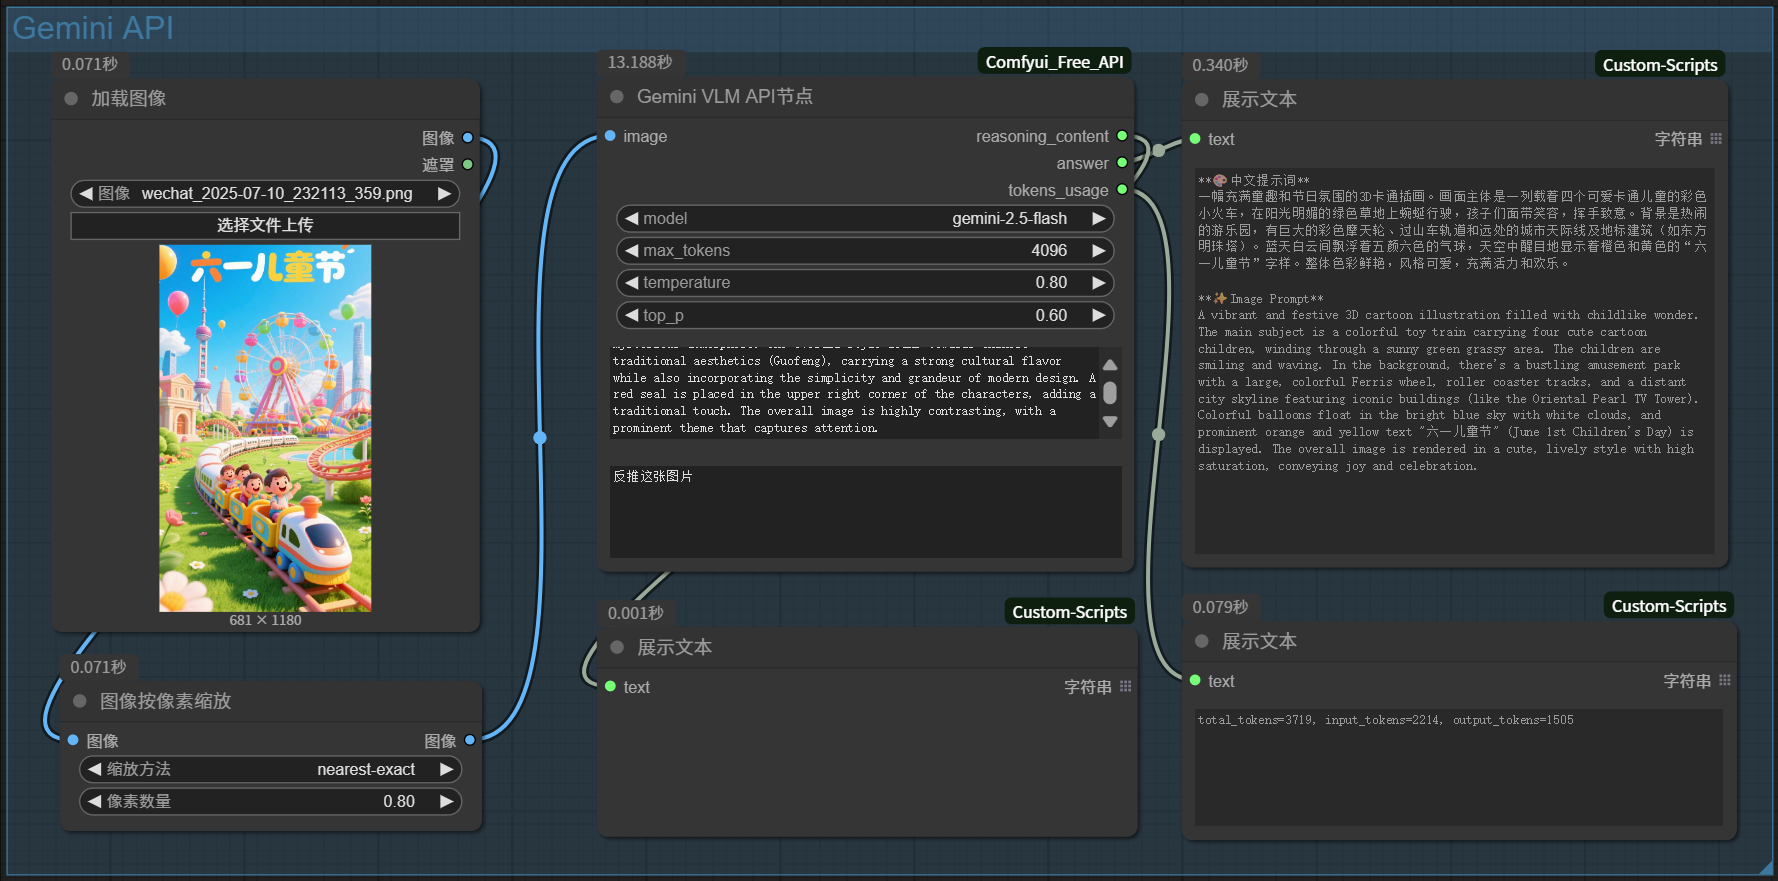 Gemini API
0.071秒
加载图像
图像
遮罩
图像 wechat_2025-07-10_232113_359.png
选择文件上传
六一儿童节
681 × 1180
0.071秒
图像按像素缩放
图像 图像
缩放方法 nearest-exact
像素数量 0.80
13.188秒
Comfyui_Free_API
Gemini VLM API节点
image reasoning_content
answer
tokens_usage
model gemini-2.5-flash
max_tokens 4096
temperature 0.80
top_p 0.60
traditional aesthetics (Guofeng), carrying a strong cultural flavor
while also incorporating the simplicity and grandeur of modern design. A
red seal is placed in the upper right corner of the characters, adding a
traditional touch. The overall image is highly contrasting, with a
prominent theme that captures attention.
反推这张图片
0.001秒
Custom-Scripts
展示文本
text 字符串
0.340秒
Custom-Scripts
展示文本
text 字符串
**🎨中文提示词**
一幅充满童趣和节日氛围的3D卡通插画。画面主体是一列载着四个可爱卡通儿童的彩色
小火车，在阳光明媚的绿色草地上蜿蜒行驶，孩子们面带笑容，挥手致意。背景是热闹
的游乐园，有巨大的彩色摩天轮、过山车轨道和远处的城市天际线及地标建筑（如东方
明珠塔）。蓝天白云间飘浮着五颜六色的气球，天空中醒目地显示着橙色和黄色的“六
一儿童节”字样。整体色彩鲜艳，风格可爱，充满活力和欢乐。
**✨Image Prompt**
A vibrant and festive 3D cartoon illustration filled with childlike wonder.
The main subject is a colorful toy train carrying four cute cartoon
children, winding through a sunny green grassy area. The children are
smiling and waving. In the background, there's a bustling amusement park
with a large, colorful Ferris wheel, roller coaster tracks, and a distant
city skyline featuring iconic buildings (like the Oriental Pearl TV Tower).
Colorful balloons float in the bright blue sky with white clouds, and
prominent orange and yellow text "六一儿童节" (June 1st Children's Day) is
displayed. The overall image is rendered in a cute, lively style with high
saturation, conveying joy and celebration.
0.079秒
Custom-Scripts
展示文本
text 字符串
total_tokens=3719, input_tokens=2214, output_tokens=1505